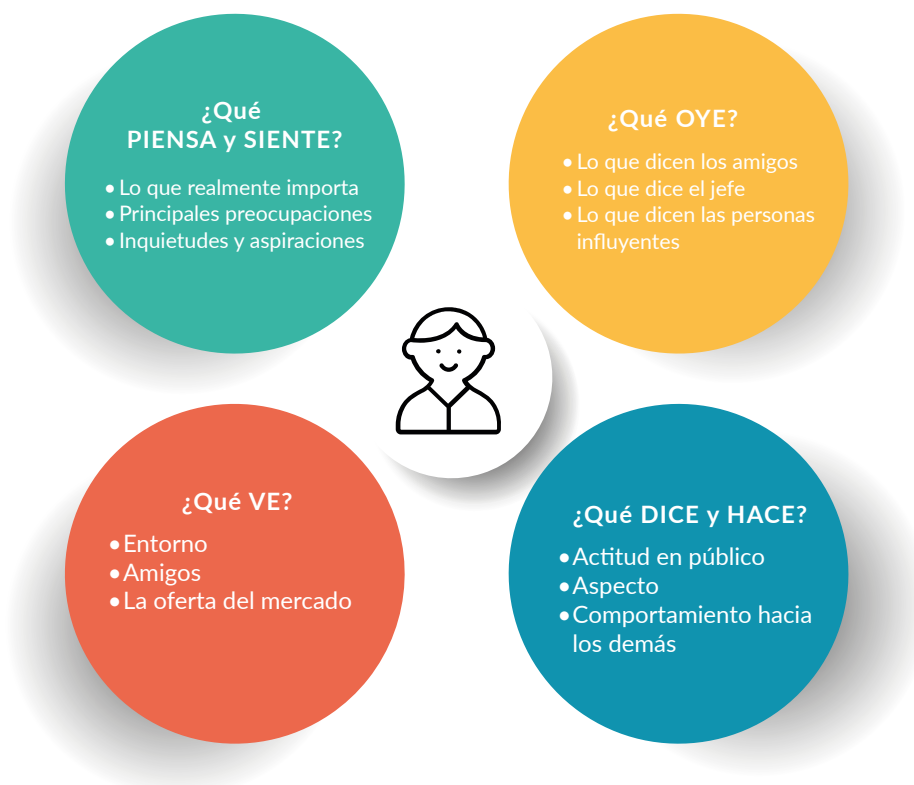 ¿Qué
PIENSA y SIENTE?
• Lo que realmente importa
• Principales preocupaciones
• Inquietudes y aspiraciones
¿Qué OYE?
• Lo que dicen los amigos
• Lo que dice el jefe
• Lo que dicen las personas
influyentes
¿Qué VE?
• Entorno
• Amigos
• La oferta del mercado
¿Qué DICE y HACE?
• Actitud en público
• Aspecto
• Comportamiento hacia
los demás